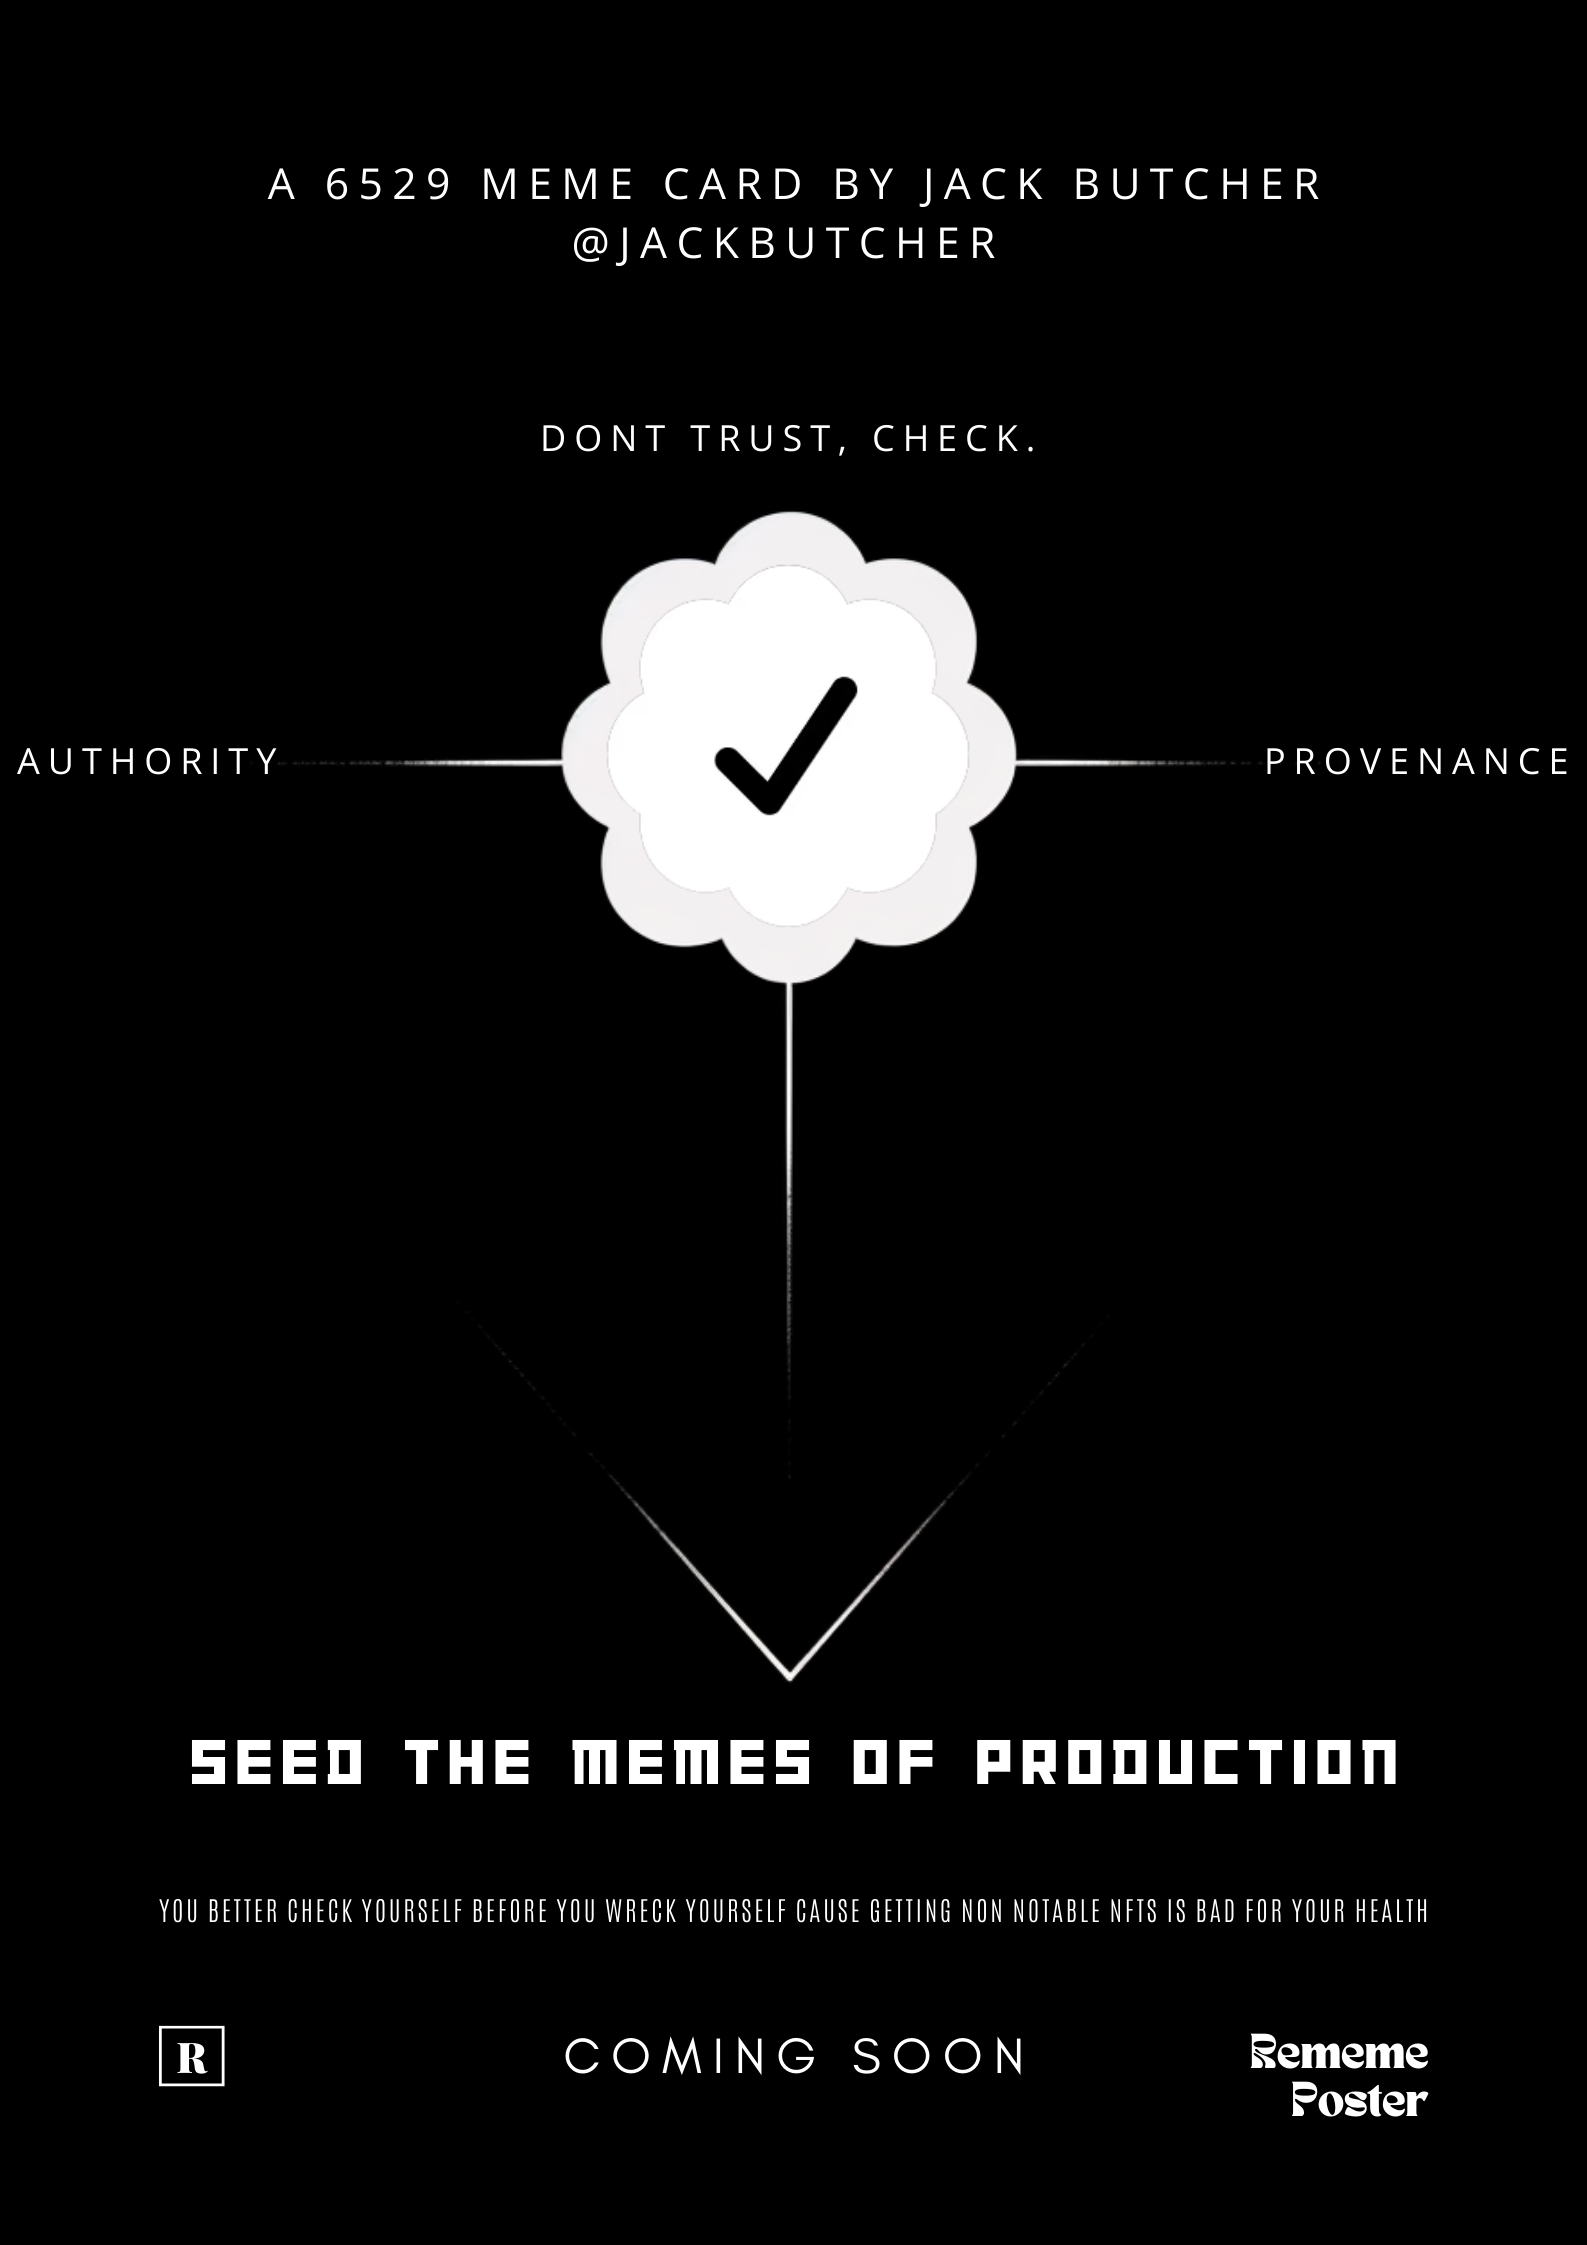 A 6529 MEME CARD BY JACK BUTCHER
@JACKBUTCHER
DONT TRUST, CHECK.
AUTHORITY
PROVENANCE
SEED THE MEMES OF PRODUCTION
YOU BETTER CHECK YOURSELF BEFORE YOU WRECK YOURSELF CAUSE GETTING NON NOTABLE NFTS IS BAD FOR YOUR HEALTH
R
COMING SOON
Rememe
Poster